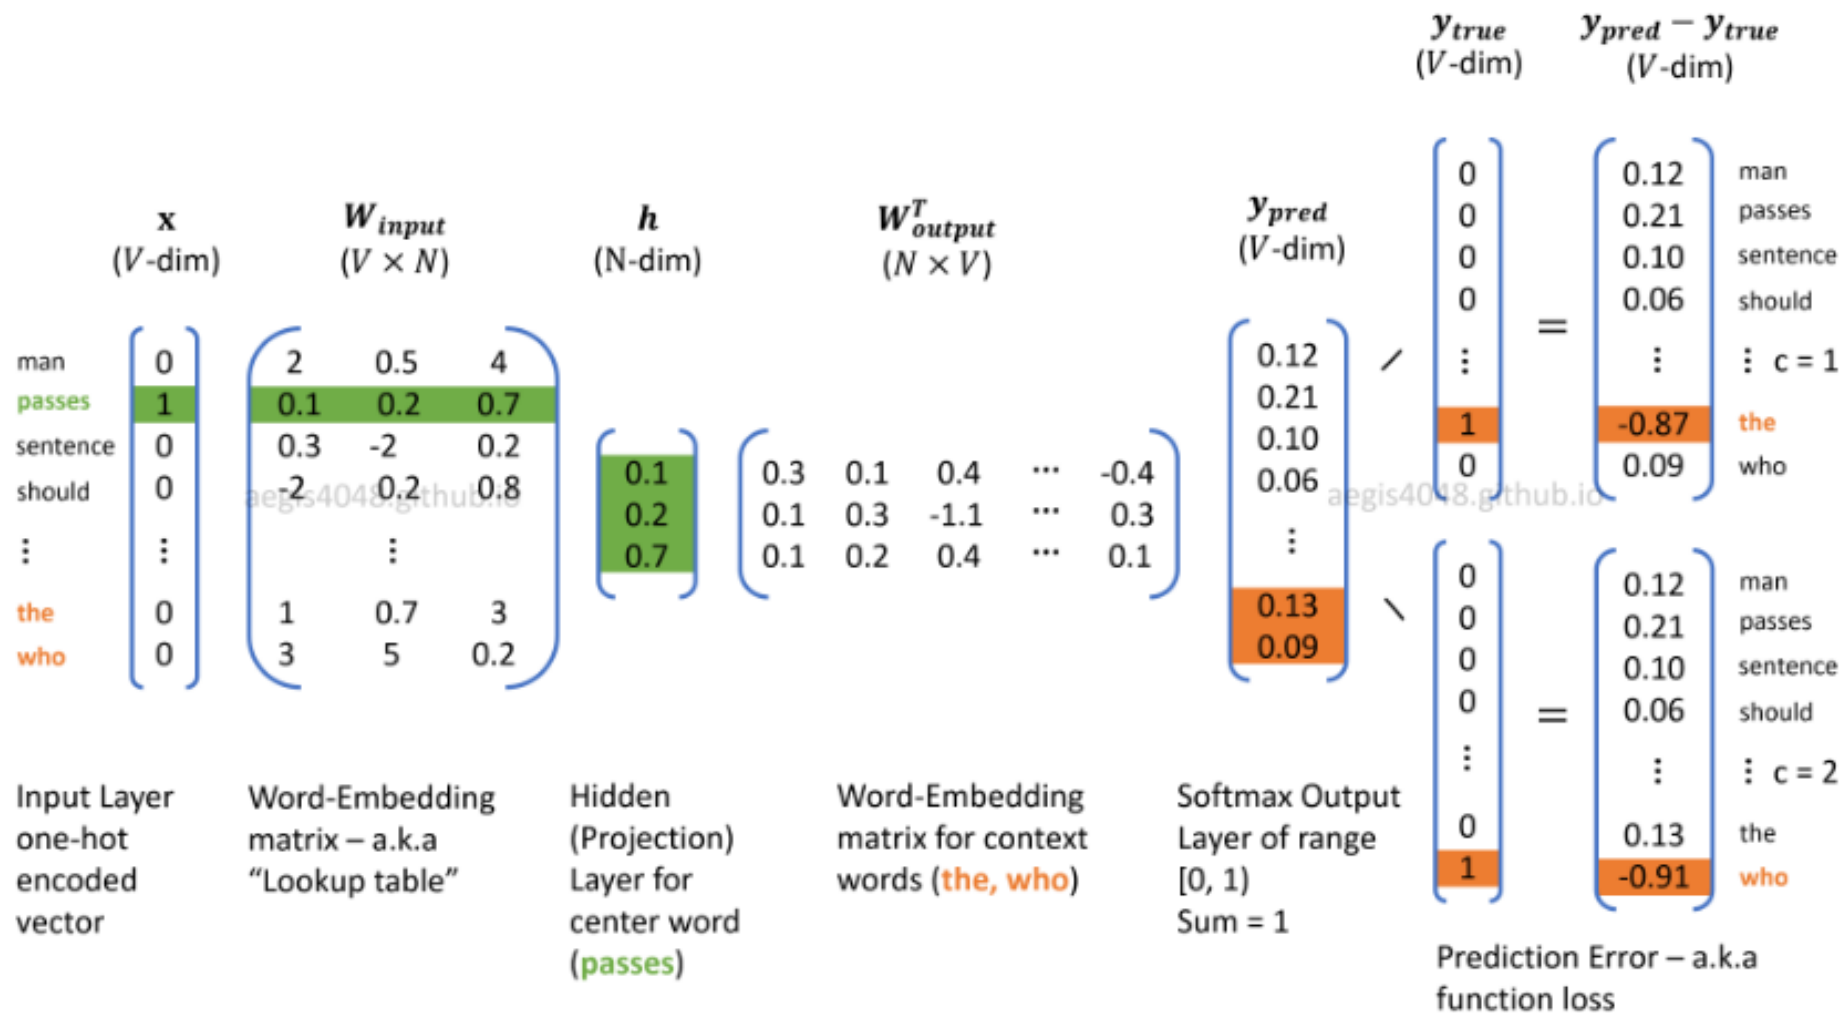 y_true
(V-dim)
y_pred − y_true
(V-dim)
x
(V-dim)
W_input
(V × N)
h
(N-dim)
W^T_output
(N × V)
y_pred
(V-dim)
man
passes
sentence
should
⋮
the
who
0
1
0
0
⋮
0
0
2 0.5 4
0.1 0.2 0.7
0.3 -2 0.2
-2 0.2 0.8
⋮
1 0.7 3
3 5 0.2
aegis4048.github.io
0.1
0.2
0.7
0.3 0.1 0.4 ⋯ -0.4
0.1 0.3 -1.1 ⋯ 0.3
0.1 0.2 0.4 ⋯ 0.1
0.12
0.21
0.10
0.06
⋮
0.13
0.09
0
0
0
0
⋮
1
0
=
0.12 man
0.21 passes
0.10 sentence
0.06 should
⋮ ⋮ c = 1
-0.87 the
0.09 who
aegis4048.github.io
0
0
0
0
⋮
0
1
=
0.12 man
0.21 passes
0.10 sentence
0.06 should
⋮ ⋮ c = 2
0.13 the
-0.91 who
Input Layer
one-hot
encoded
vector
Word-Embedding
matrix – a.k.a
“Lookup table”
Hidden
(Projection)
Layer for
center word
(passes)
Word-Embedding
matrix for context
words (the, who)
Softmax Output
Layer of range
[0, 1)
Sum = 1
Prediction Error – a.k.a
function loss